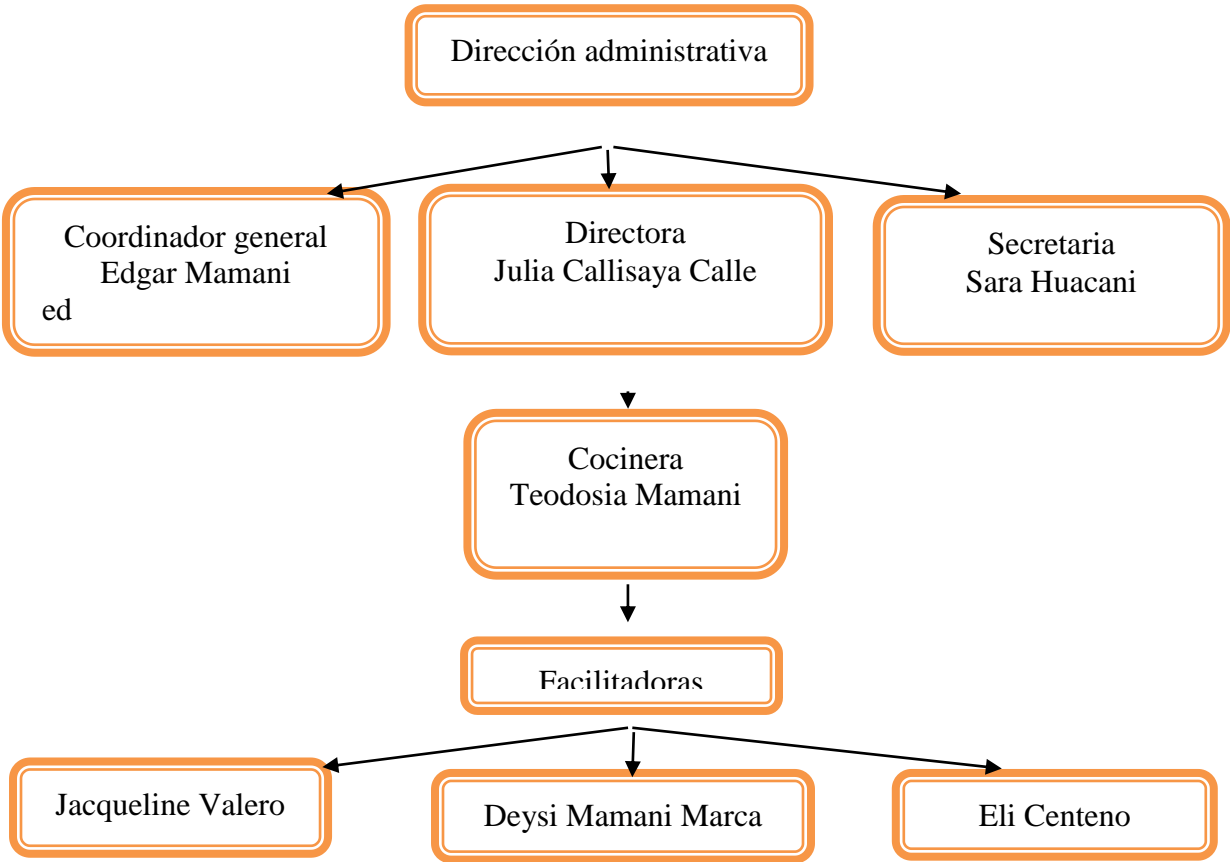 Dirección administrativa
Coordinador general
Edgar Mamani
ed
Directora
Julia Callisaya Calle
Secretaria
Sara Huacani
Cocinera
Teodosia Mamani
Facilitadoras
Jacqueline Valero
Deysi Mamani Marca
Eli Centeno